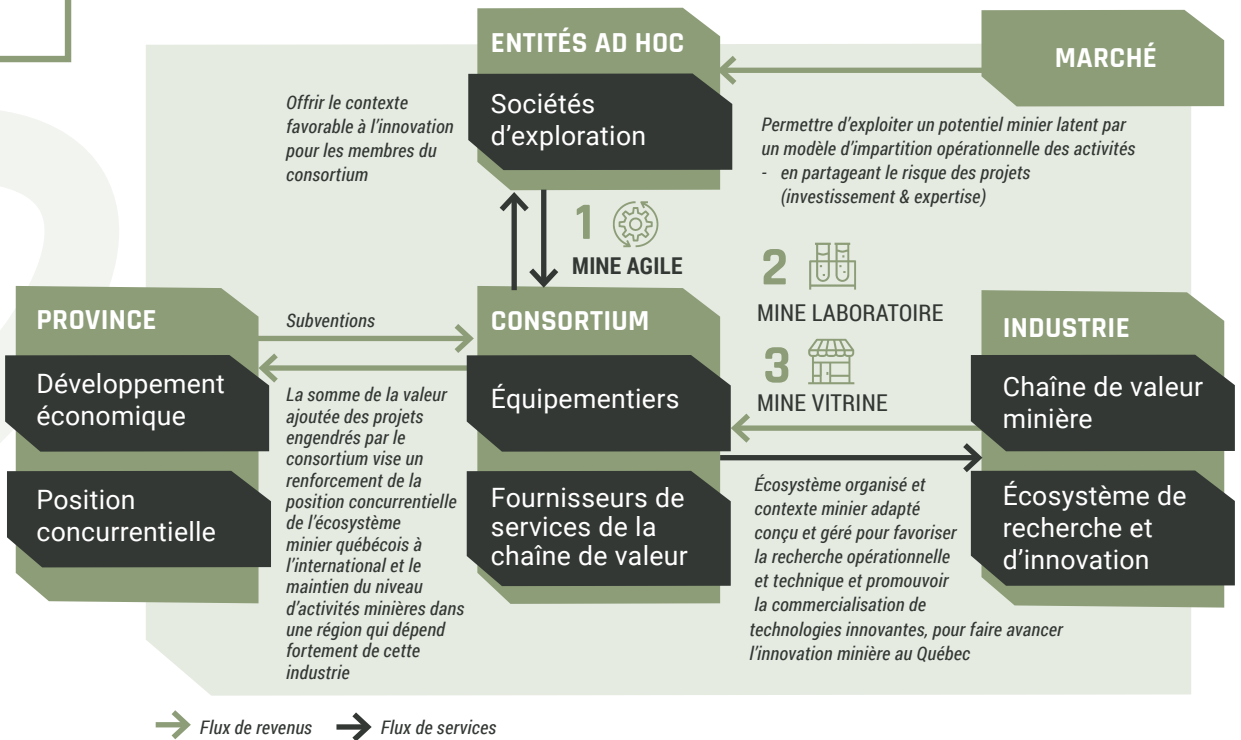 ENTITÉS AD HOC
Sociétés
d'exploration
MARCHÉ
Offrir le contexte
favorable à l'innovation
pour les membres du
consortium
Permettre d'exploiter un potentiel minier latent par
un modèle d'impartition opérationnelle des activités
- en partageant le risque des projets
(investissement & expertise)
1
MINE AGILE
2
MINE LABORATOIRE
3
MINE VITRINE
PROVINCE
Développement
économique
Position
concurrentielle
Subventions
La somme de la valeur
ajoutée des projets
engendrés par le
consortium vise un
renforcement de la
position concurrentielle
de l'écosystème
minier québécois à
l'international et le
maintien du niveau
d'activités minières dans
une région qui dépend
fortement de cette
industrie
CONSORTIUM
Équipementiers
Fournisseurs de
services de la
chaîne de valeur
INDUSTRIE
Chaîne de valeur
minière
Écosystème de
recherche et
d'innovation
Écosystème organisé et
contexte minier adapté
conçu et géré pour favoriser
la recherche opérationnelle
et technique et promouvoir
la commercialisation de
technologies innovantes, pour faire avancer
l'innovation minière au Québec
Flux de revenus
Flux de services